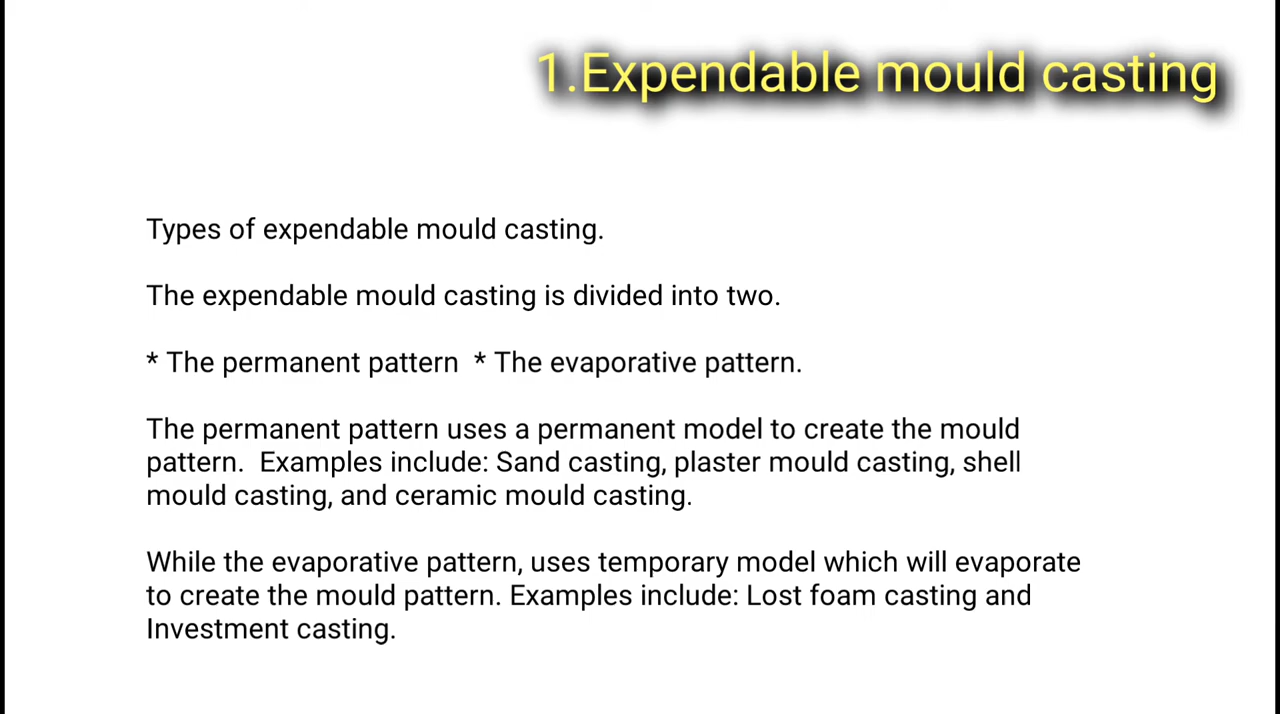 1.Expendable mould casting
Types of expendable mould casting.
The expendable mould casting is divided into two.
* The permanent pattern  * The evaporative pattern.
The permanent pattern uses a permanent model to create the mould
pattern.  Examples include: Sand casting, plaster mould casting, shell
mould casting, and ceramic mould casting.
While the evaporative pattern, uses temporary model which will evaporate
to create the mould pattern. Examples include: Lost foam casting and
Investment casting.